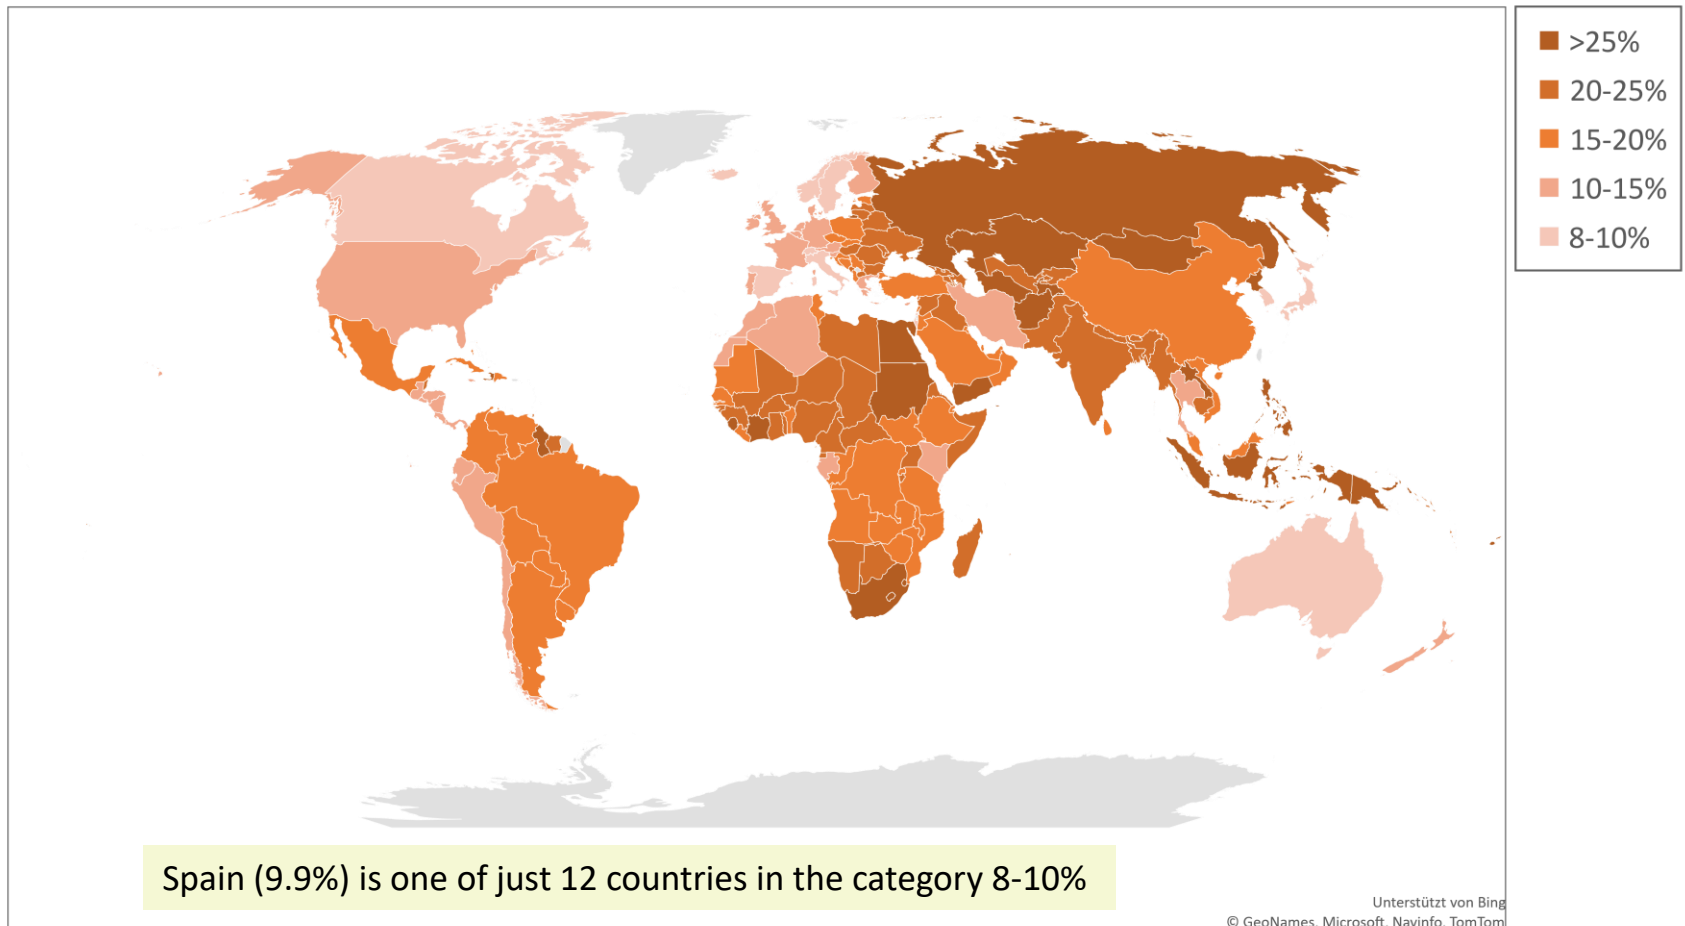 >25%
20-25%
15-20%
10-15%
8-10%
Spain (9.9%) is one of just 12 countries in the category 8-10%
Unterstützt von Bing
© GeoNames, Microsoft, Navinfo, TomTom